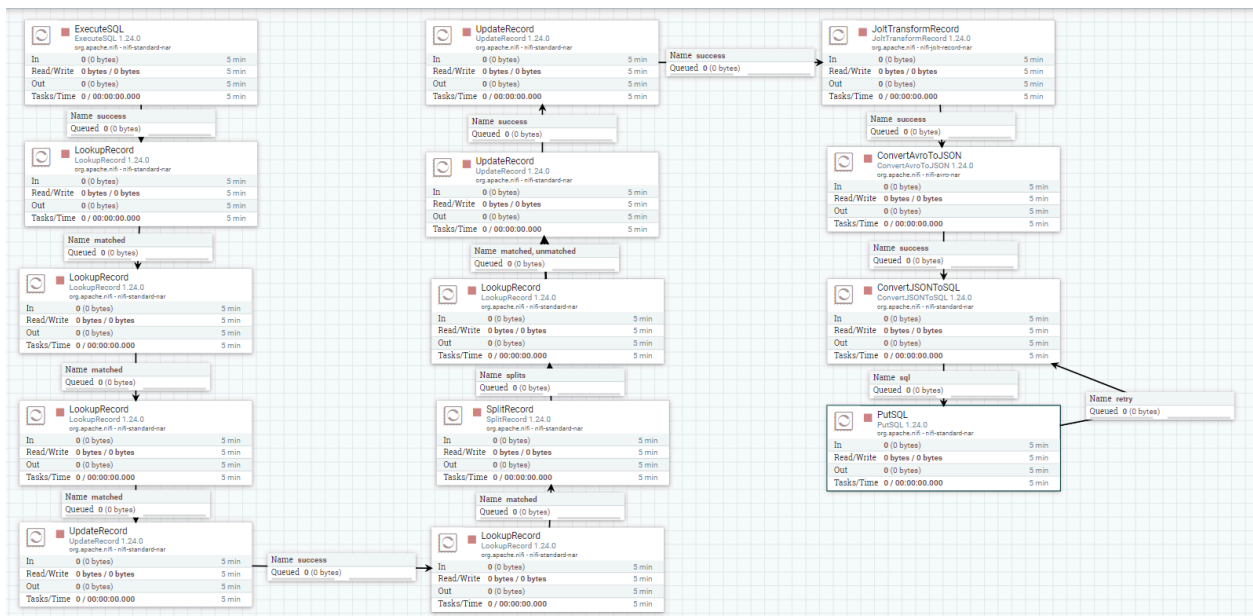 ExecuteSQL
ExecuteSQL 1.24.0
org.apache.nifi - nifi-standard-nar
In 0 (0 bytes) 5 min
Read/Write 0 bytes / 0 bytes 5 min
Out 0 (0 bytes) 5 min
Tasks/Time 0 / 00:00:00.000 5 min
Name success
Queued 0 (0 bytes)
LookupRecord
LookupRecord 1.24.0
org.apache.nifi - nifi-standard-nar
In 0 (0 bytes) 5 min
Read/Write 0 bytes / 0 bytes 5 min
Out 0 (0 bytes) 5 min
Tasks/Time 0 / 00:00:00.000 5 min
Name matched
Queued 0 (0 bytes)
LookupRecord
LookupRecord 1.24.0
org.apache.nifi - nifi-standard-nar
In 0 (0 bytes) 5 min
Read/Write 0 bytes / 0 bytes 5 min
Out 0 (0 bytes) 5 min
Tasks/Time 0 / 00:00:00.000 5 min
Name matched
Queued 0 (0 bytes)
LookupRecord
LookupRecord 1.24.0
org.apache.nifi - nifi-standard-nar
In 0 (0 bytes) 5 min
Read/Write 0 bytes / 0 bytes 5 min
Out 0 (0 bytes) 5 min
Tasks/Time 0 / 00:00:00.000 5 min
Name matched
Queued 0 (0 bytes)
UpdateRecord
UpdateRecord 1.24.0
org.apache.nifi - nifi-standard-nar
In 0 (0 bytes) 5 min
Read/Write 0 bytes / 0 bytes 5 min
Out 0 (0 bytes) 5 min
Tasks/Time 0 / 00:00:00.000 5 min
Name success
Queued 0 (0 bytes)
UpdateRecord
UpdateRecord 1.24.0
org.apache.nifi - nifi-standard-nar
In 0 (0 bytes) 5 min
Read/Write 0 bytes / 0 bytes 5 min
Out 0 (0 bytes) 5 min
Tasks/Time 0 / 00:00:00.000 5 min
Name success
Queued 0 (0 bytes)
UpdateRecord
UpdateRecord 1.24.0
org.apache.nifi - nifi-standard-nar
In 0 (0 bytes) 5 min
Read/Write 0 bytes / 0 bytes 5 min
Out 0 (0 bytes) 5 min
Tasks/Time 0 / 00:00:00.000 5 min
Name matched, unmatched
Queued 0 (0 bytes)
LookupRecord
LookupRecord 1.24.0
org.apache.nifi - nifi-standard-nar
In 0 (0 bytes) 5 min
Read/Write 0 bytes / 0 bytes 5 min
Out 0 (0 bytes) 5 min
Tasks/Time 0 / 00:00:00.000 5 min
Name splits
Queued 0 (0 bytes)
SplitRecord
SplitRecord 1.24.0
org.apache.nifi - nifi-standard-nar
In 0 (0 bytes) 5 min
Read/Write 0 bytes / 0 bytes 5 min
Out 0 (0 bytes) 5 min
Tasks/Time 0 / 00:00:00.000 5 min
Name matched
Queued 0 (0 bytes)
LookupRecord
LookupRecord 1.24.0
org.apache.nifi - nifi-standard-nar
In 0 (0 bytes) 5 min
Read/Write 0 bytes / 0 bytes 5 min
Out 0 (0 bytes) 5 min
Tasks/Time 0 / 00:00:00.000 5 min
Name success
Queued 0 (0 bytes)
JoltTransformRecord
JoltTransformRecord 1.24.0
org.apache.nifi - nifi-jolt-record-nar
In 0 (0 bytes) 5 min
Read/Write 0 bytes / 0 bytes 5 min
Out 0 (0 bytes) 5 min
Tasks/Time 0 / 00:00:00.000 5 min
Name success
Queued 0 (0 bytes)
ConvertAvroToJSON
ConvertAvroToJSON 1.24.0
org.apache.nifi - nifi-avro-nar
In 0 (0 bytes) 5 min
Read/Write 0 bytes / 0 bytes 5 min
Out 0 (0 bytes) 5 min
Tasks/Time 0 / 00:00:00.000 5 min
Name success
Queued 0 (0 bytes)
ConvertJSONToSQL
ConvertJSONToSQL 1.24.0
org.apache.nifi - nifi-standard-nar
In 0 (0 bytes) 5 min
Read/Write 0 bytes / 0 bytes 5 min
Out 0 (0 bytes) 5 min
Tasks/Time 0 / 00:00:00.000 5 min
Name sql
Queued 0 (0 bytes)
Name retry
Queued 0 (0 bytes)
PutSQL
PutSQL 1.24.0
org.apache.nifi - nifi-standard-nar
In 0 (0 bytes) 5 min
Read/Write 0 bytes / 0 bytes 5 min
Out 0 (0 bytes) 5 min
Tasks/Time 0 / 00:00:00.000 5 min